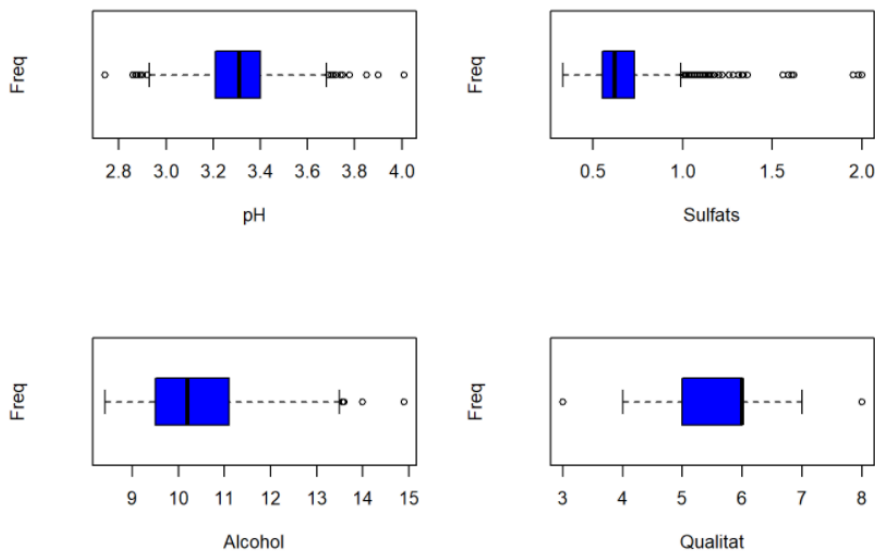 Freq
2.8 3.0 3.2 3.4 3.6 3.8 4.0
pH
Freq
0.5 1.0 1.5 2.0
Sulfats
Freq
9 10 11 12 13 14 15
Alcohol
Freq
3 4 5 6 7 8
Qualitat